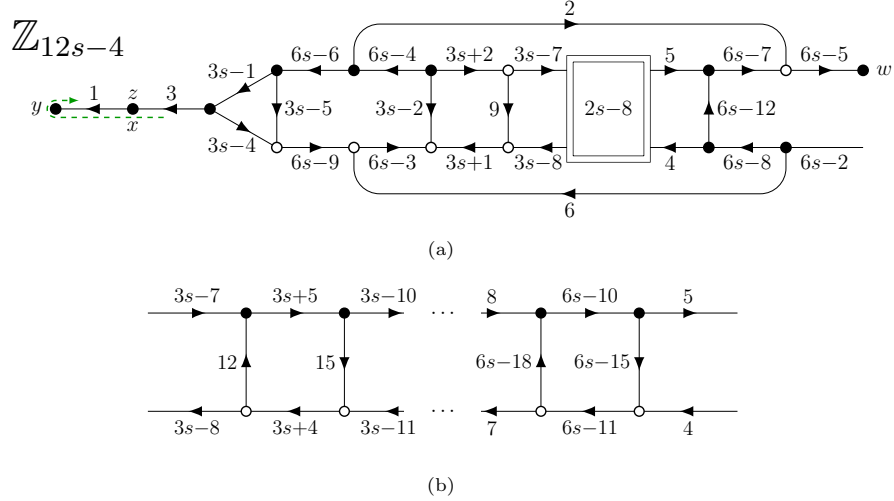 2
ℤ12s−4
6s−6 6s−4 3s+2 3s−7 5 6s−7 6s−5 w
3s−1
y 1 z 3 3s−5 3s−2 9 2s−8 6s−12
x
3s−4 6s−9 6s−3 3s+1 3s−8 4 6s−8 6s−2
6
(a)
3s−7 3s+5 3s−10 8 6s−10 5
···
12 15 6s−18 6s−15
···
3s−8 3s+4 3s−11 7 6s−11 4
(b)